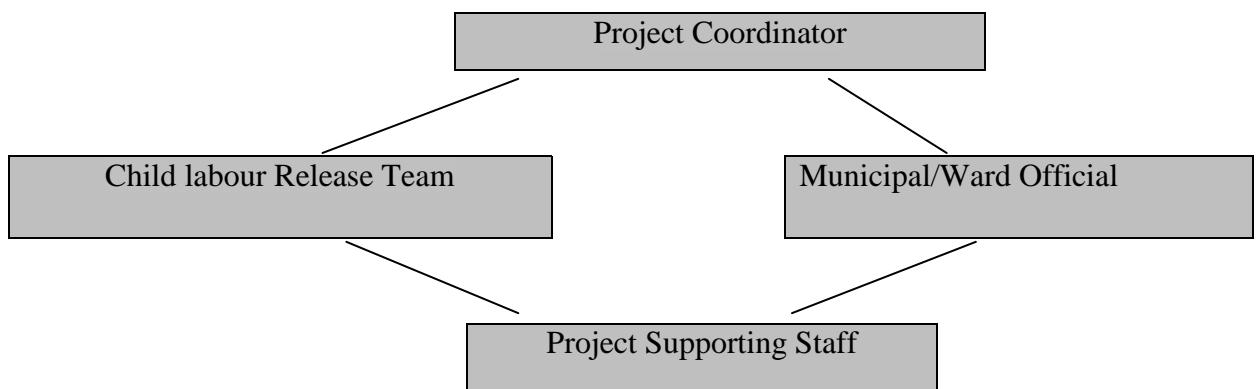 Project Coordinator
Child labour Release Team
Municipal/Ward Official
Project Supporting Staff